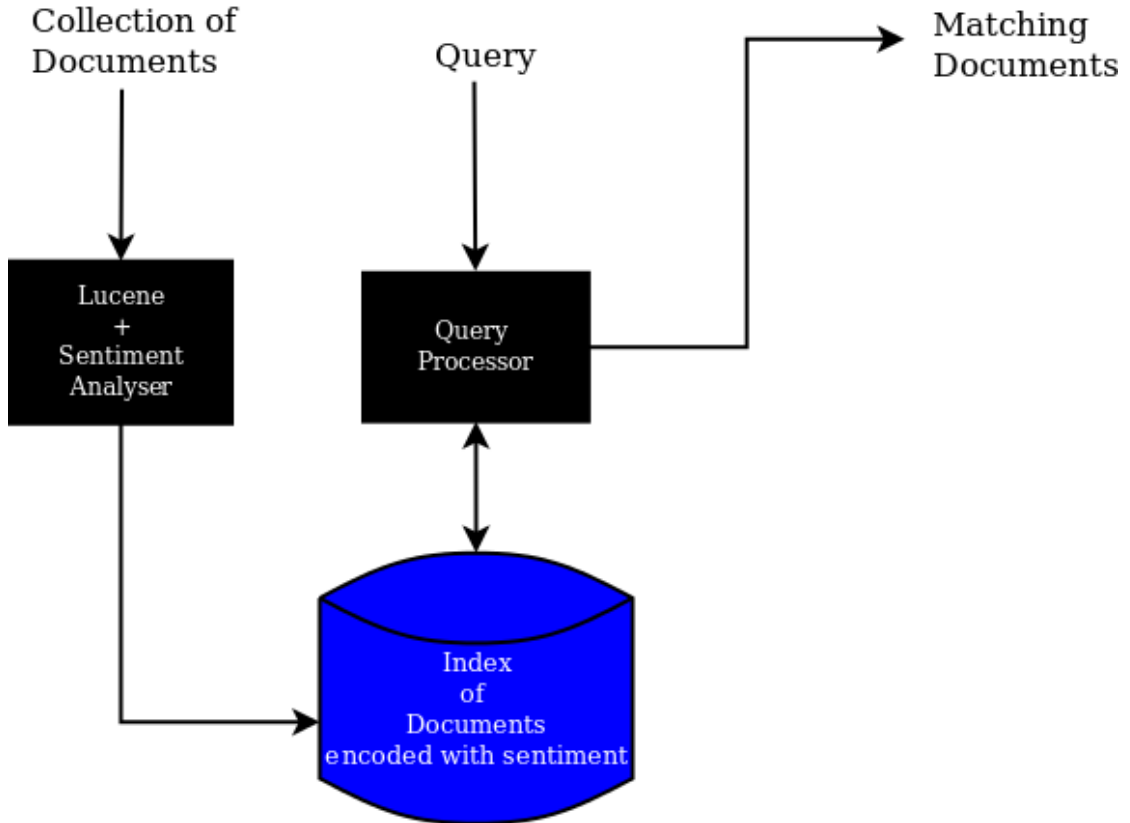 Collection of
Documents
Query
Matching
Documents
Lucene
+
Sentiment
Analyser
Query
Processor
Index
of
Documents
encoded with sentiment